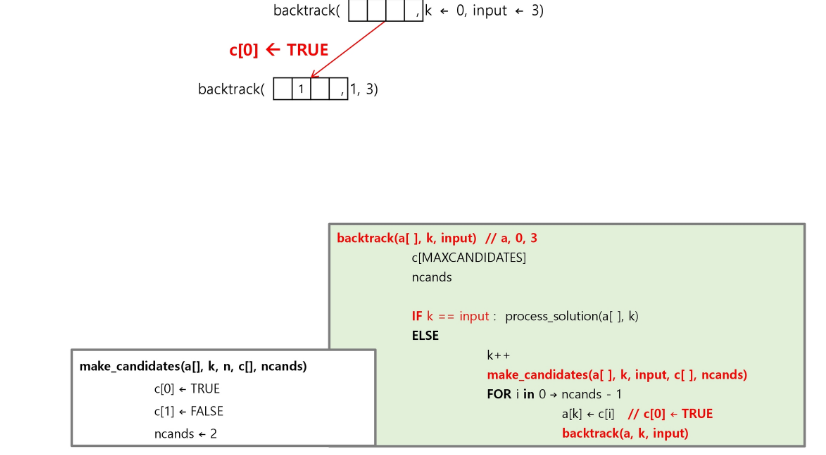 backtrack( , k ← 0, input ← 3)
c[0] ← TRUE
backtrack( 1 , 1, 3)
backtrack(a[ ], k, input) // a, 0, 3
c[MAXCANDIDATES]
ncands
IF k == input : process_solution(a[ ], k)
ELSE
k++
make_candidates(a[ ], k, input, c[ ], ncands)
FOR i in 0 → ncands - 1
a[k] ← c[i] // c[0] ← TRUE
backtrack(a, k, input)
make_candidates(a[], k, n, c[], ncands)
c[0] ← TRUE
c[1] ← FALSE
ncands ← 2